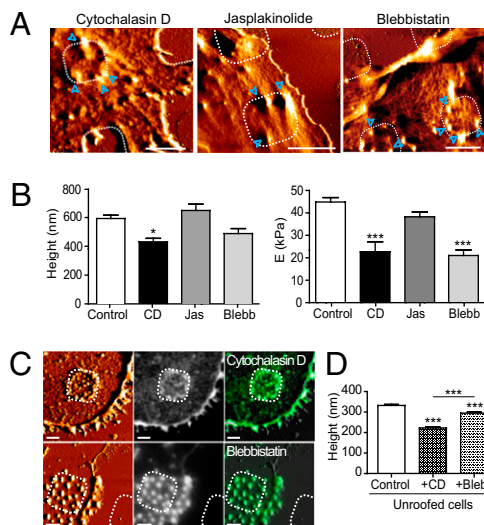 A
Cytochalasin D
Jasplakinolide
Blebbistatin
B
Height (nm)
800
600
400
200
0
*
Control
CD
Jas
Blebb
E (kPa)
50
40
30
20
10
0
***
***
Control
CD
Jas
Blebb
C
Cytochalasin D
Blebbistatin
D
Height (nm)
400
300
200
100
0
***
***
***
Control
+CD
+Blebb
Unroofed cells